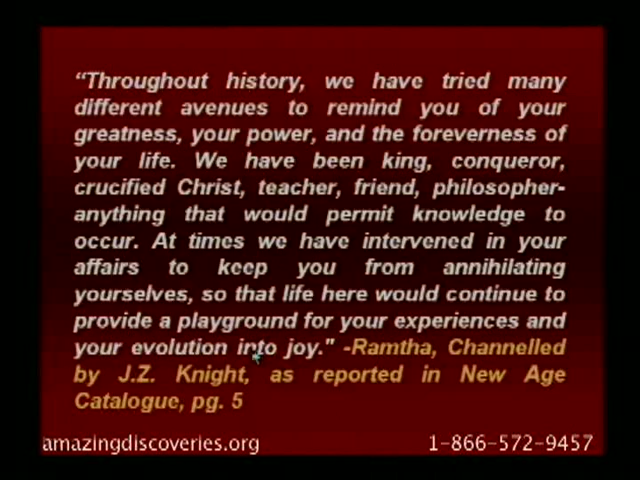 “Throughout history, we have tried many
different avenues to remind you of your
greatness, your power, and the foreverness of
your life. We have been king, conqueror,
crucified Christ, teacher, friend, philosopher-
anything that would permit knowledge to
occur. At times we have intervened in your
affairs to keep you from annihilating
yourselves, so that life here would continue to
provide a playground for your experiences and
your evolution into joy." -Ramtha, Channelled
by J.Z. Knight, as reported in New Age
Catalogue, pg. 5
amazingdiscoveries.org 1-866-572-9457